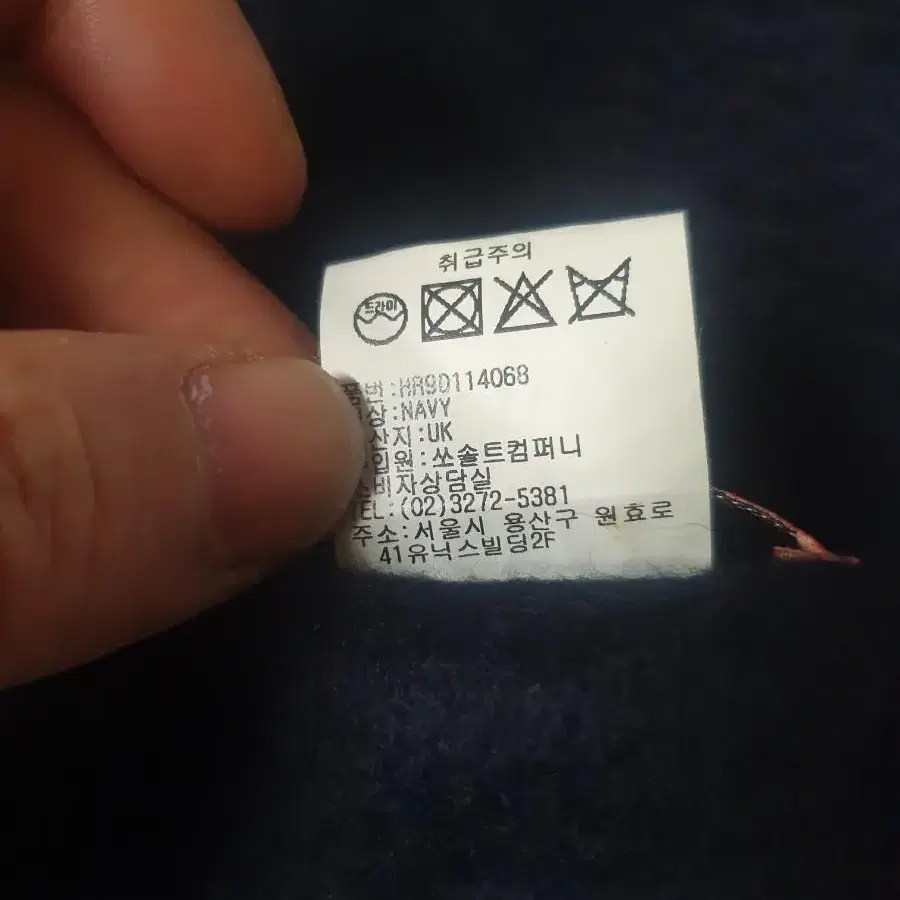 취급주의
드라이
품번:HR9D114068
상:NAVY
산지:UK
입원:쏘솔트컴퍼니
비자상담실
TEL:(02)3272-5381
주소:서울시 용산구 원효로
41유닉스빌딩2F